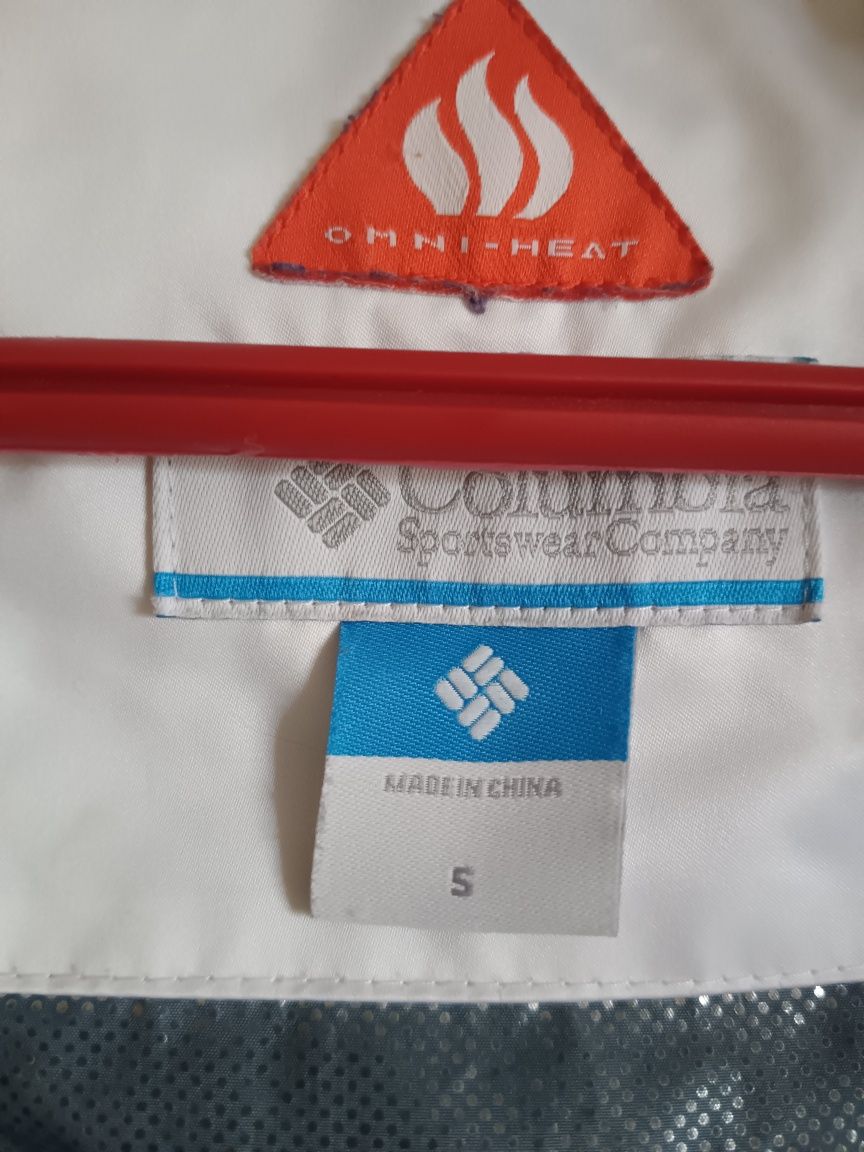 OMNI-HEAT
Columbia
Sportswear Company
MADE IN CHINA
S